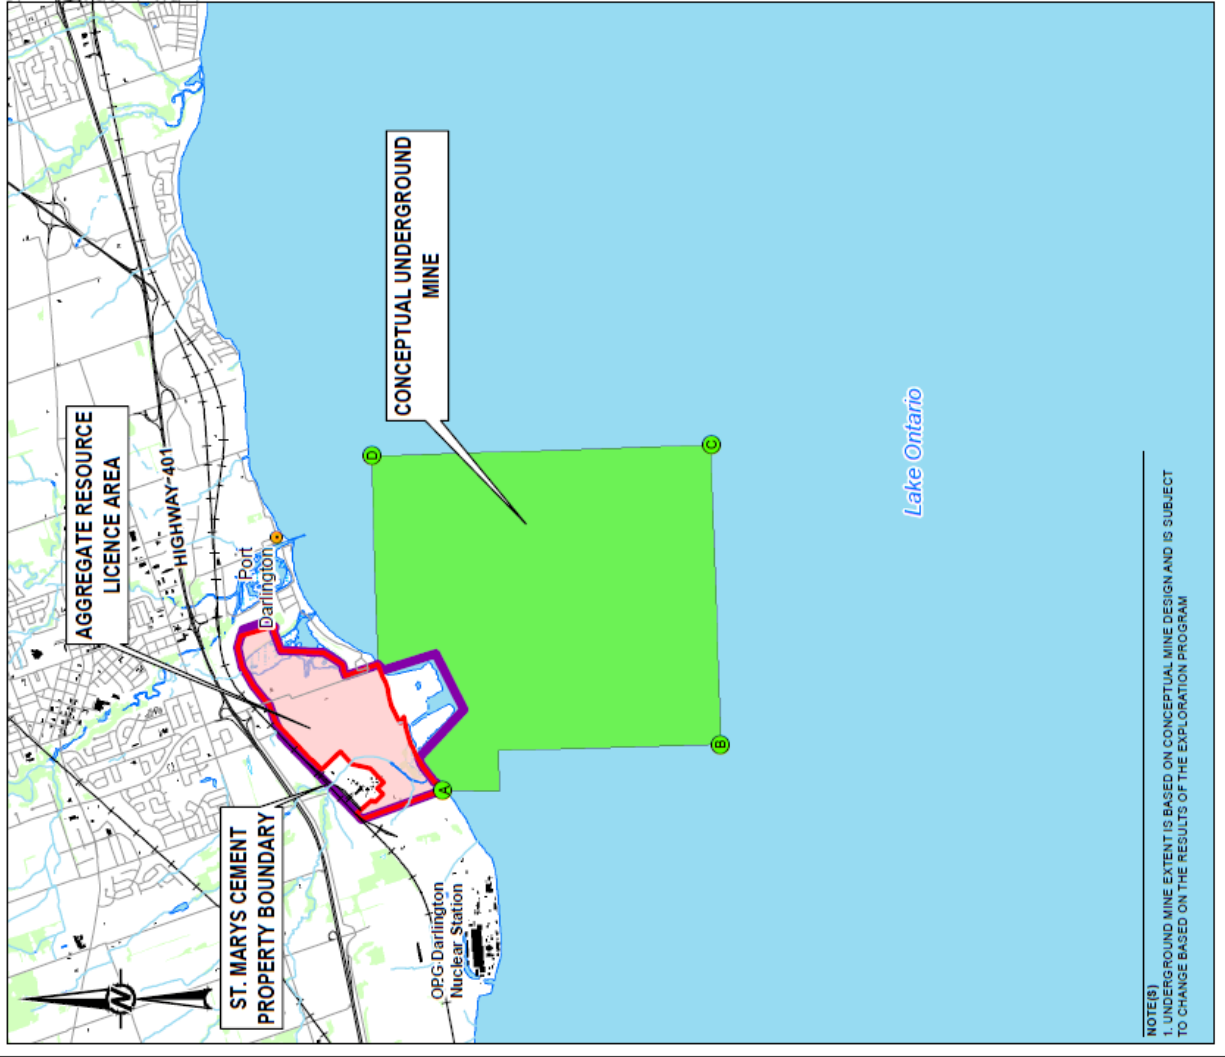 AGGREGATE RESOURCE
LICENCE AREA
HIGHWAY 401
CONCEPTUAL UNDERGROUND
MINE
Port
Darlington
D
C
B
A
ST. MARYS CEMENT
PROPERTY BOUNDARY
OPG Darlington
Nuclear Station
Lake Ontario
N
NOTE(S)
1. UNDERGROUND MINE EXTENT IS BASED ON CONCEPTUAL MINE DESIGN AND IS SUBJECT
TO CHANGE BASED ON THE RESULTS OF THE EXPLORATION PROGRAM